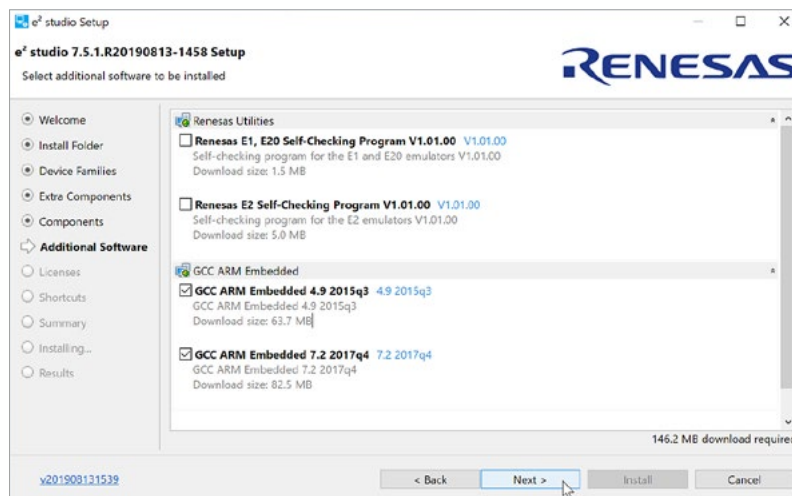 e² studio Setup
e² studio 7.5.1.R20190813-1458 Setup
Select additional software to be installed
RENESAS
Welcome
Install Folder
Device Families
Extra Components
Components
Additional Software
Licenses
Shortcuts
Summary
Installing...
Results
Renesas Utilities
Renesas E1, E20 Self-Checking Program V1.01.00 V1.01.00
Self-checking program for the E1 and E20 emulators V1.01.00
Download size: 1.5 MB
Renesas E2 Self-Checking Program V1.01.00 V1.01.00
Self-checking program for the E2 emulators V1.01.00
Download size: 5.0 MB
GCC ARM Embedded
GCC ARM Embedded 4.9 2015q3 4.9 2015q3
GCC ARM Embedded 4.9 2015q3
Download size: 63.7 MB
GCC ARM Embedded 7.2 2017q4 7.2 2017q4
GCC ARM Embedded 7.2 2017q4
Download size: 82.5 MB
146.2 MB download require
v201908131539
< Back
Next >
Install
Cancel